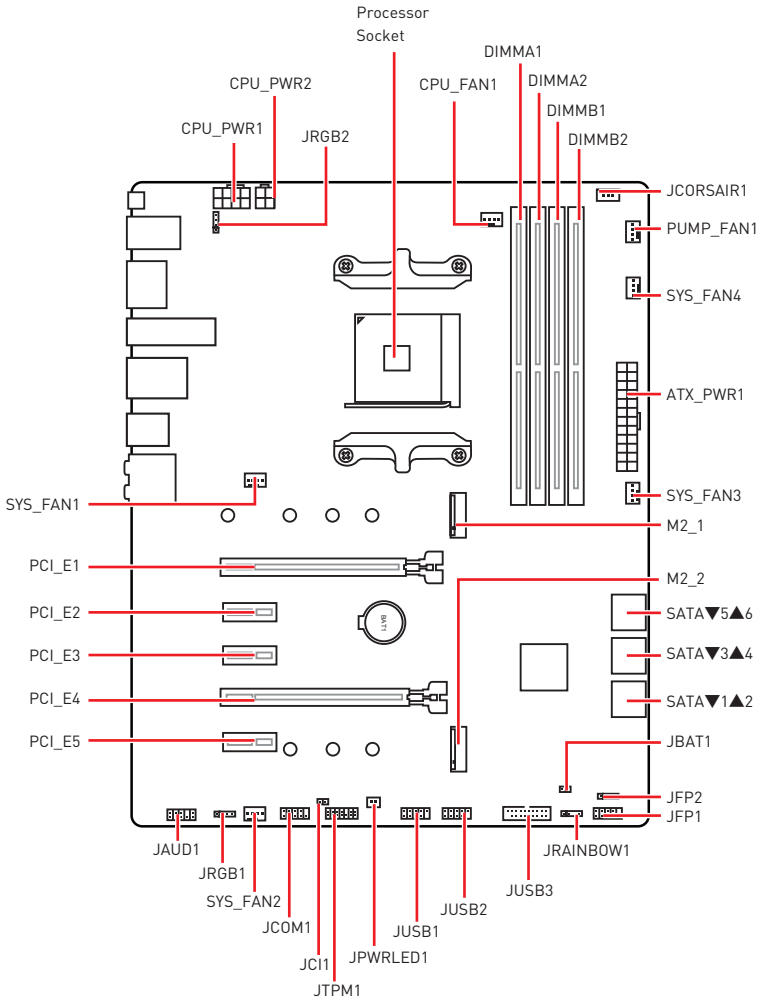 Processor
Socket
DIMMA1
CPU_PWR2
CPU_FAN1
DIMMA2
DIMMB1
CPU_PWR1
JRGB2
DIMMB2
JCORSAIR1
PUMP_FAN1
SYS_FAN4
ATX_PWR1
SYS_FAN1
SYS_FAN3
M2_1
PCI_E1
M2_2
PCI_E2
BAT1
SATA▼5▲6
PCI_E3
SATA▼3▲4
PCI_E4
SATA▼1▲2
PCI_E5
JBAT1
JFP2
JFP1
JAUD1
JRAINBOW1
JRGB1
JUSB3
SYS_FAN2
JUSB2
JCOM1
JUSB1
JPWRLED1
JCI1
JTPM1